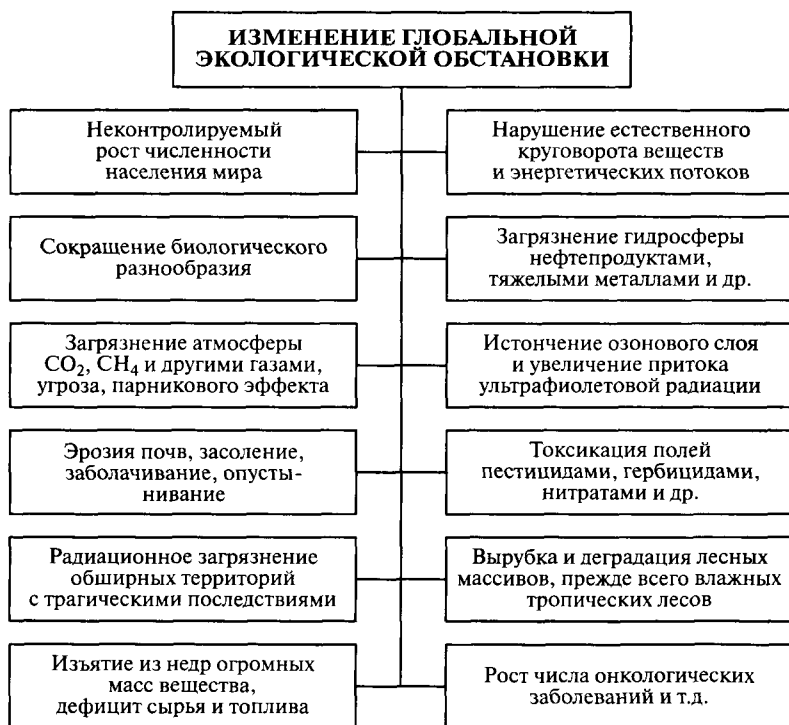 ИЗМЕНЕНИЕ ГЛОБАЛЬНОЙ
ЭКОЛОГИЧЕСКОЙ ОБСТАНОВКИ
Неконтролируемый
рост численности
населения мира
Нарушение естественного
круговорота веществ
и энергетических потоков
Сокращение биологического
разнообразия
Загрязнение гидросферы
нефтепродуктами,
тяжелыми металлами и др.
Загрязнение атмосферы
CO₂, CH₄ и другими газами,
угроза, парникового эффекта
Истончение озонового слоя
и увеличение притока
ультрафиолетовой радиации
Эрозия почв, засоление,
заболачивание, опусты-
нивание
Токсикация полей
пестицидами, гербицидами,
нитратами и др.
Радиационное загрязнение
обширных территорий
с трагическими последствиями
Вырубка и деградация лесных
массивов, прежде всего влажных
тропических лесов
Изъятие из недр огромных
масс вещества,
дефицит сырья и топлива
Рост числа онкологических
заболеваний и т.д.